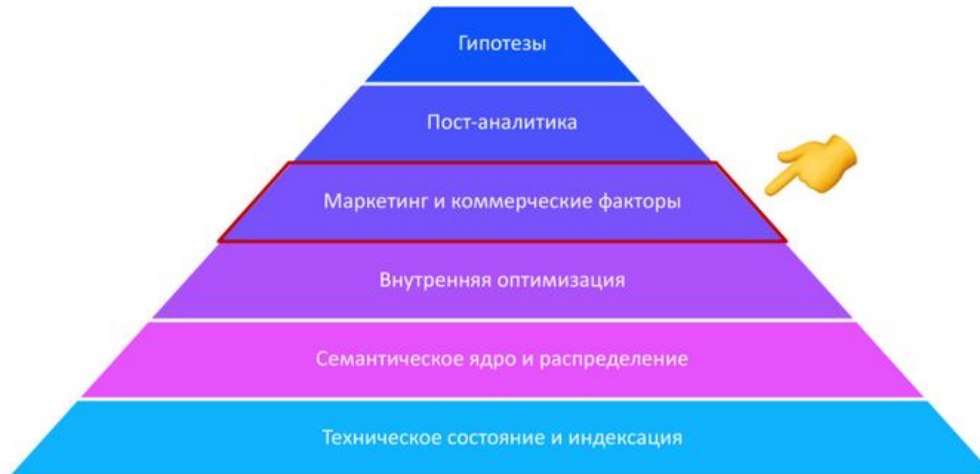 Гипотезы
Пост-аналитика
Маркетинг и коммерческие факторы
Внутренняя оптимизация
Семантическое ядро и распределение
Техническое состояние и индексация